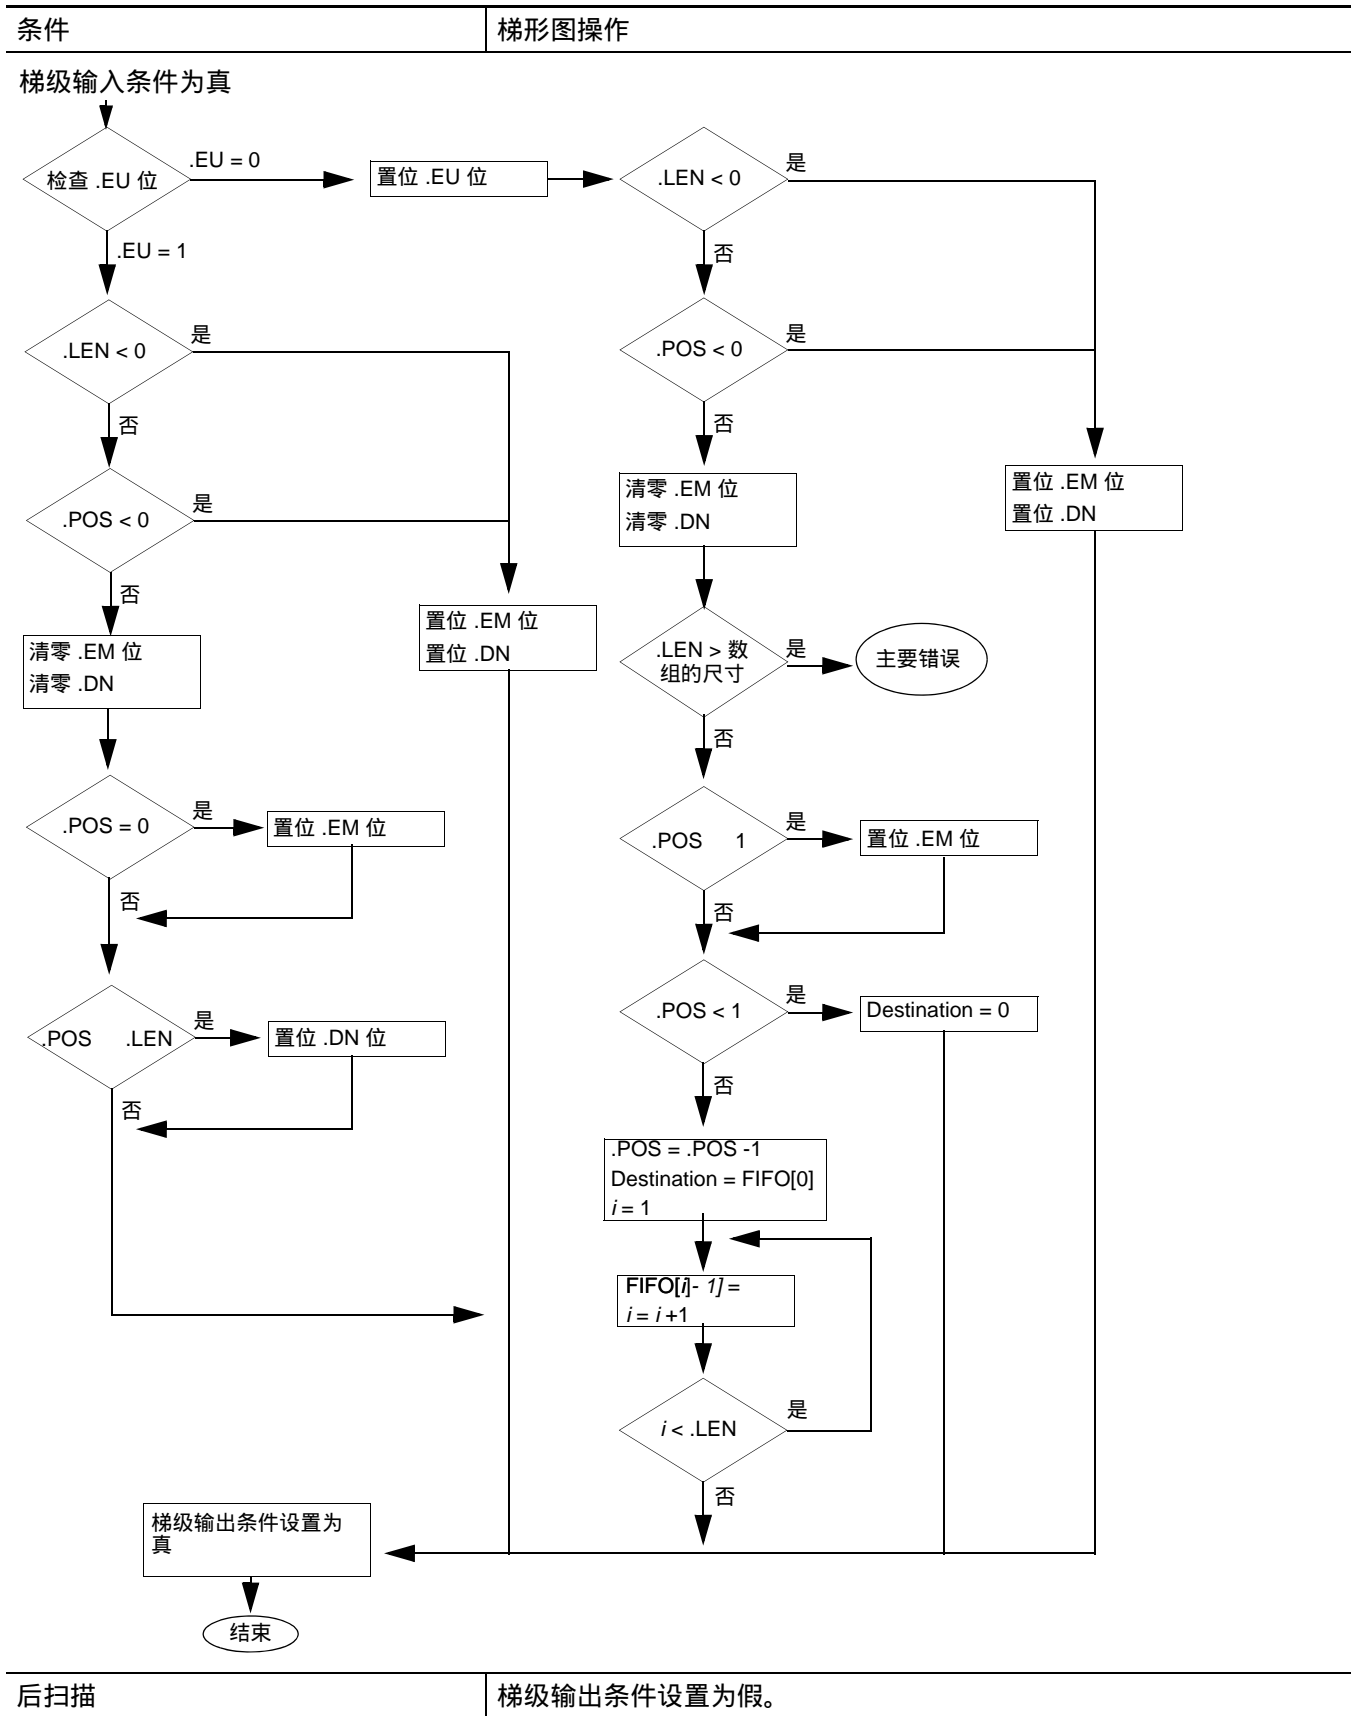 条件
梯形图操作
梯级输入条件为真
检查 .EU 位
.EU = 0
置位 .EU 位
.LEN < 0
是
.EU = 1
否
.LEN < 0
是
.POS < 0
是
否
否
清零 .EM 位
清零 .DN
置位 .EM 位
置位 .DN
.POS < 0
是
否
置位 .EM 位
置位 .DN
.LEN > 数
组的尺寸
是
主要错误
清零 .EM 位
清零 .DN
否
.POS = 0
是
置位 .EM 位
.POS 1
是
置位 .EM 位
否
否
.POS .LEN
是
置位 .DN 位
.POS < 1
是
Destination = 0
否
否
.POS = .POS -1
Destination = FIFO[0]
i = 1
FIFO[i]- 1] =
i = i +1
i < .LEN
是
否
梯级输出条件设置为
真
结束
后扫描
梯级输出条件设置为假。